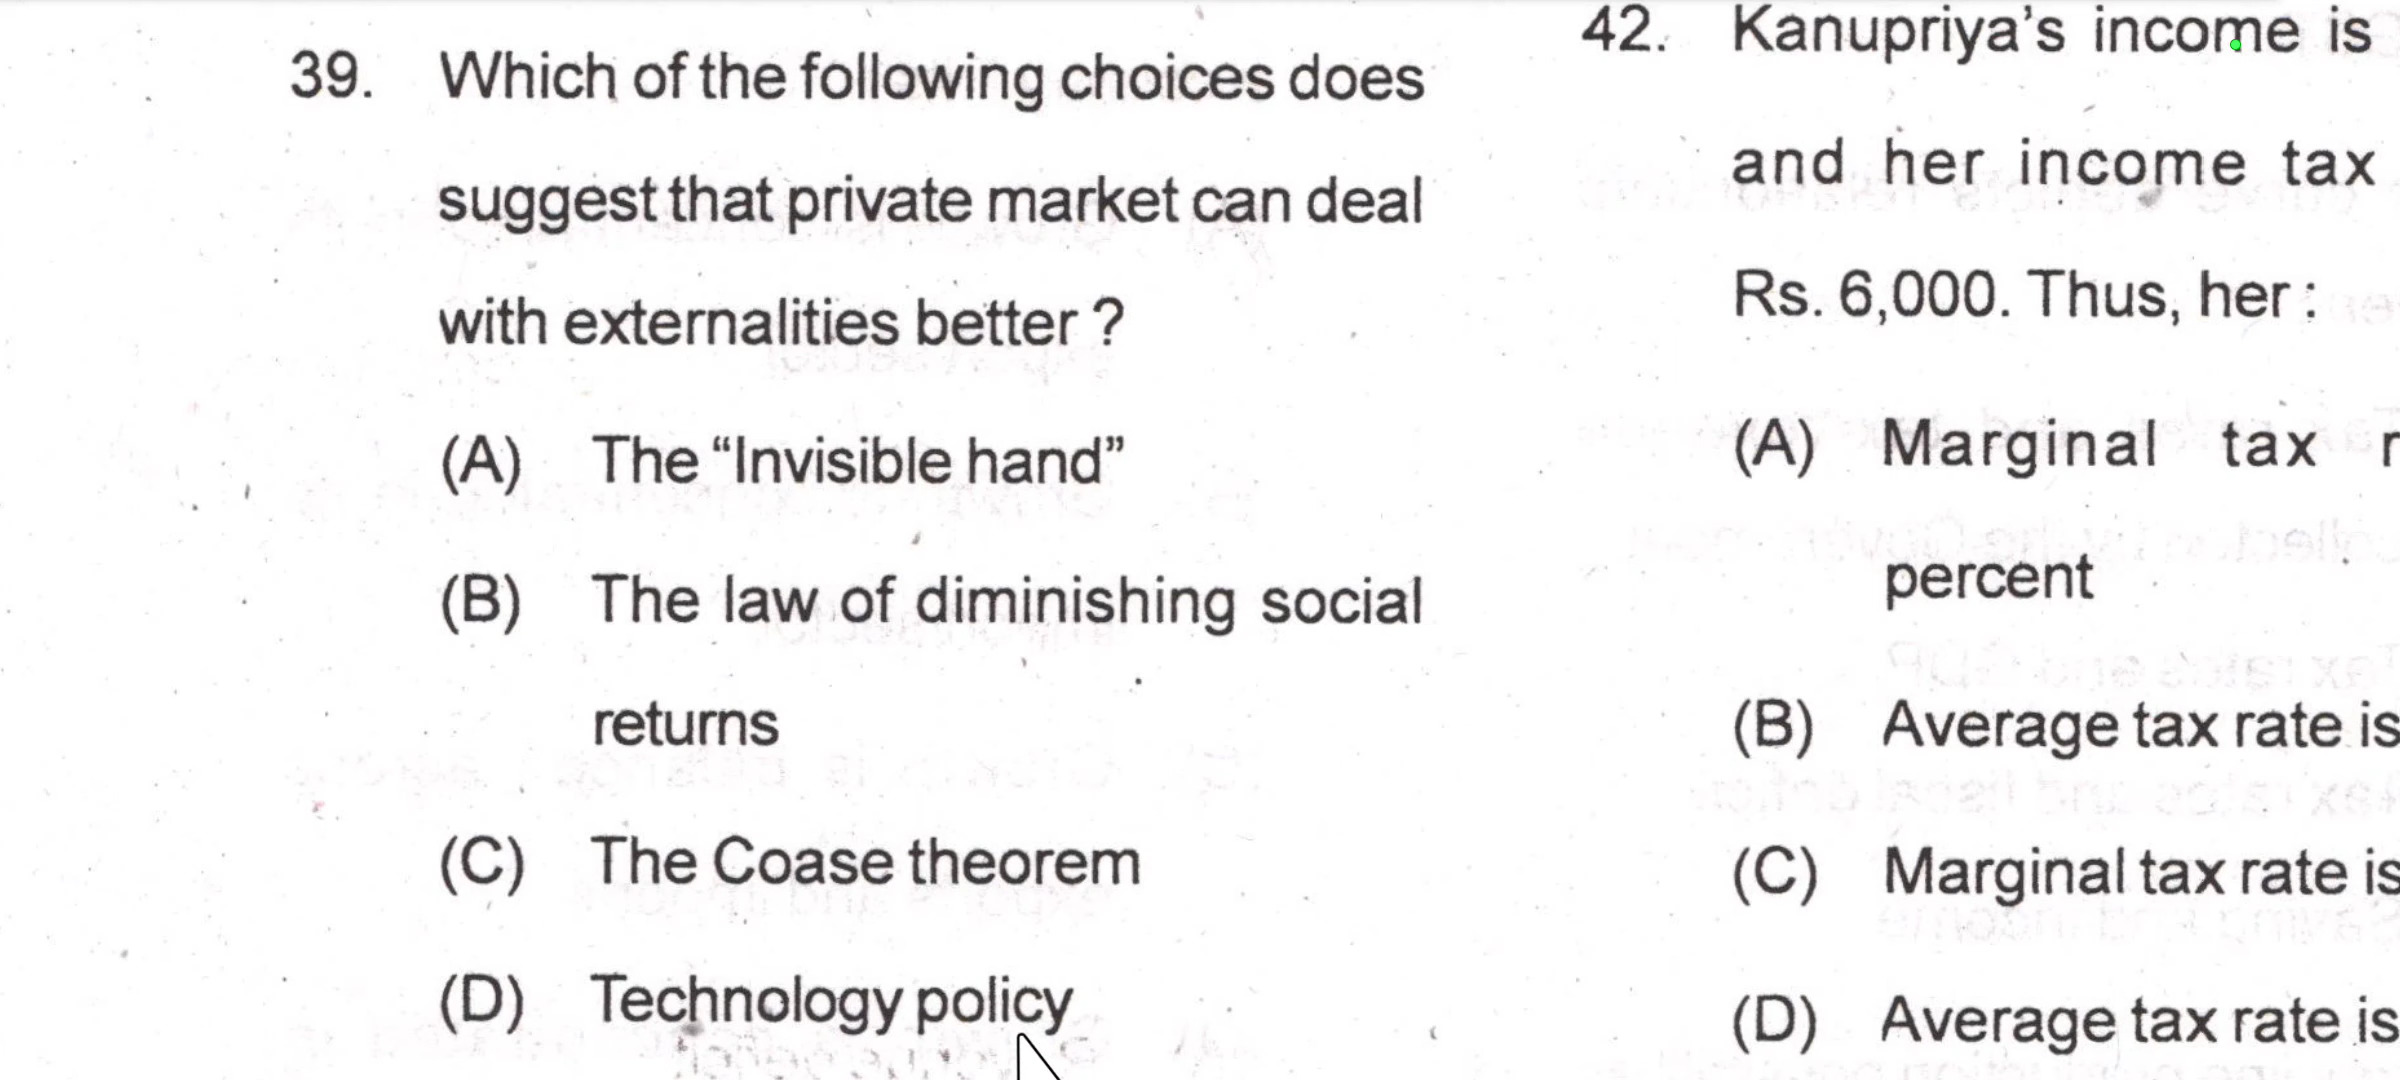 39. Which of the following choices does
suggest that private market can deal
with externalities better ?
(A) The “Invisible hand”
(B) The law of diminishing social
returns
(C) The Coase theorem
(D) Technology policy
42. Kanupriya’s income is
and her income tax
Rs. 6,000. Thus, her :
(A) Marginal tax r
percent
(B) Average tax rate is
(C) Marginal tax rate is
(D) Average tax rate is